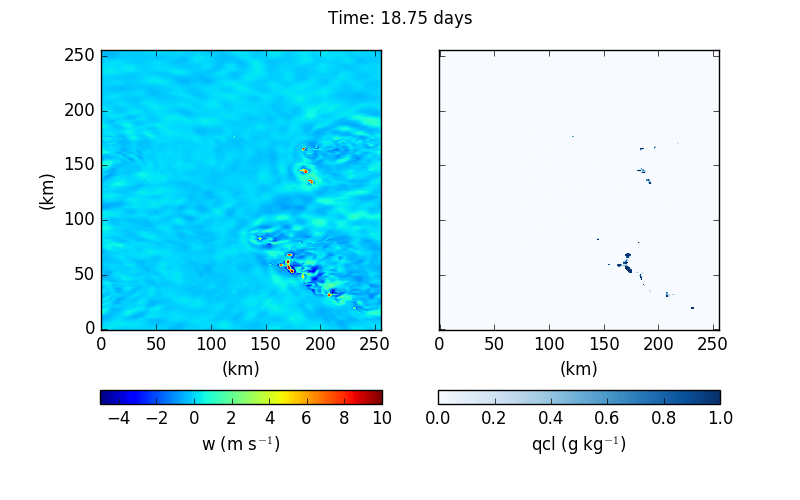 Time: 18.75 days
250
200
150
100
50
0
(km)
0 50 100 150 200 250
0 50 100 150 200 250
(km)
(km)
−4 −2 0 2 4 6 8 10
0.0 0.2 0.4 0.6 0.8 1.0
w (m s⁻¹)
qcl (g kg⁻¹)